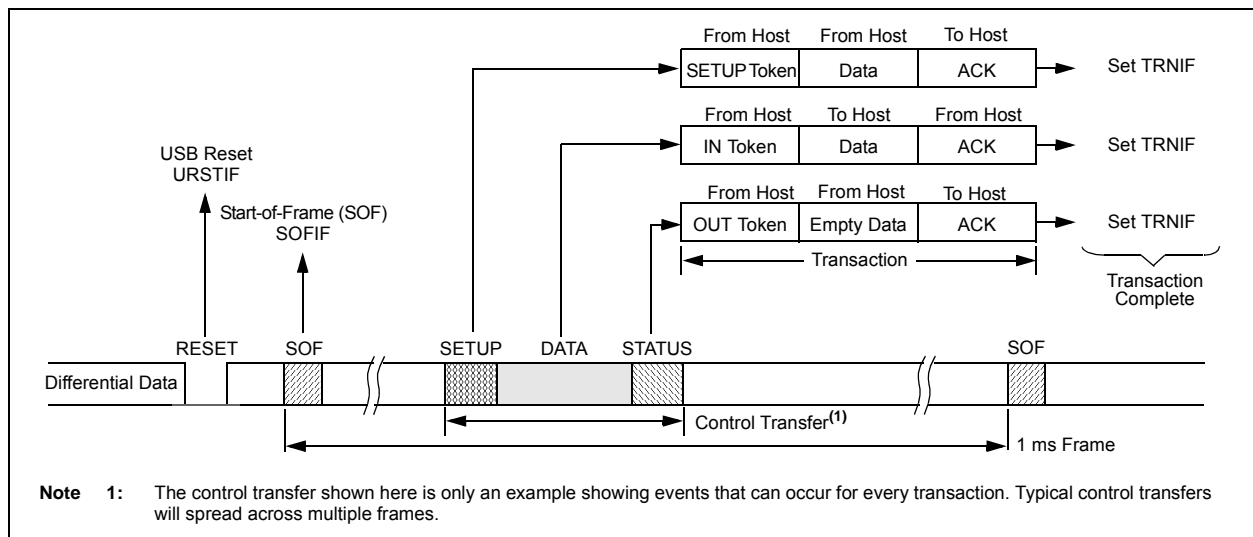 From Host From Host To Host
SETUP Token Data ACK Set TRNIF
From Host To Host From Host
IN Token Data ACK Set TRNIF
USB Reset
URSTIF
From Host From Host To Host
Start-of-Frame (SOF)
SOFIF
OUT Token Empty Data ACK Set TRNIF
Transaction
Transaction
Complete
RESET SOF SETUP DATA STATUS SOF
Differential Data
Control Transfer(1)
1 ms Frame
Note 1: The control transfer shown here is only an example showing events that can occur for every transaction. Typical control transfers
will spread across multiple frames.